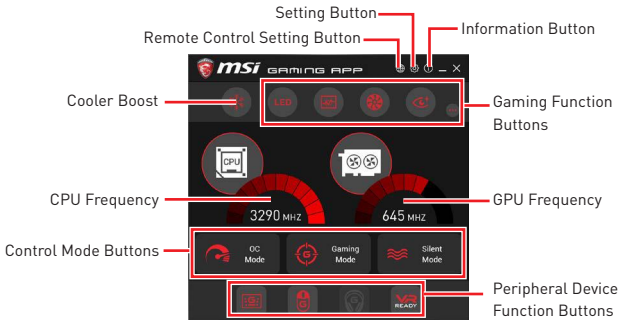 Setting Button
Remote Control Setting Button
Information Button
msi GAMING APP
Cooler Boost
LED
Gaming Function
Buttons
CPU
CPU Frequency
GPU Frequency
3290 MHZ
645 MHZ
Control Mode Buttons
OC
Mode
G
Gaming
Mode
Silent
Mode
G
G
G
VR
READY
Peripheral Device
Function Buttons